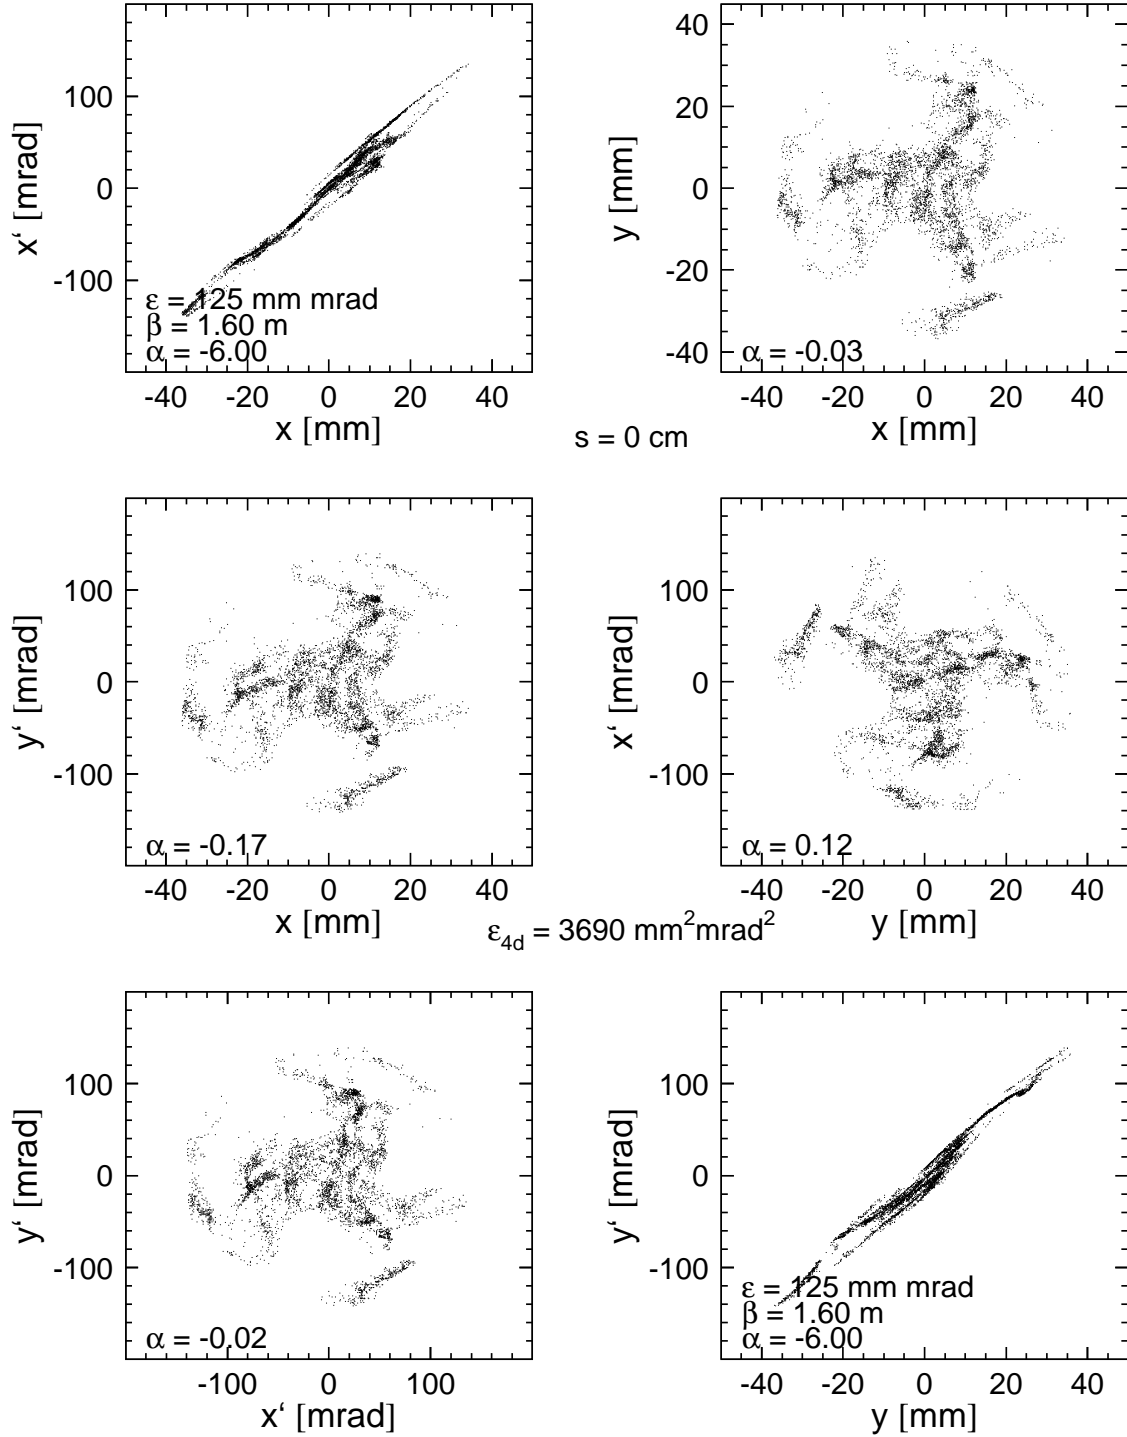 100
0
-100
x‘ [mrad]
ε = 125 mm mrad
β = 1.60 m
α = -6.00
-40 -20 0 20 40
x [mm]
40
20
0
-20
-40
y [mm]
α = -0.03
-40 -20 0 20 40
x [mm]
s = 0 cm
100
0
-100
y‘ [mrad]
α = -0.17
-40 -20 0 20 40
x [mm]
100
0
-100
x‘ [mrad]
α = 0.12
-40 -20 0 20 40
y [mm]
ε4d = 3690 mm²mrad²
100
0
-100
y‘ [mrad]
α = -0.02
-100 0 100
x‘ [mrad]
100
0
-100
y‘ [mrad]
ε = 125 mm mrad
β = 1.60 m
α = -6.00
-40 -20 0 20 40
y [mm]